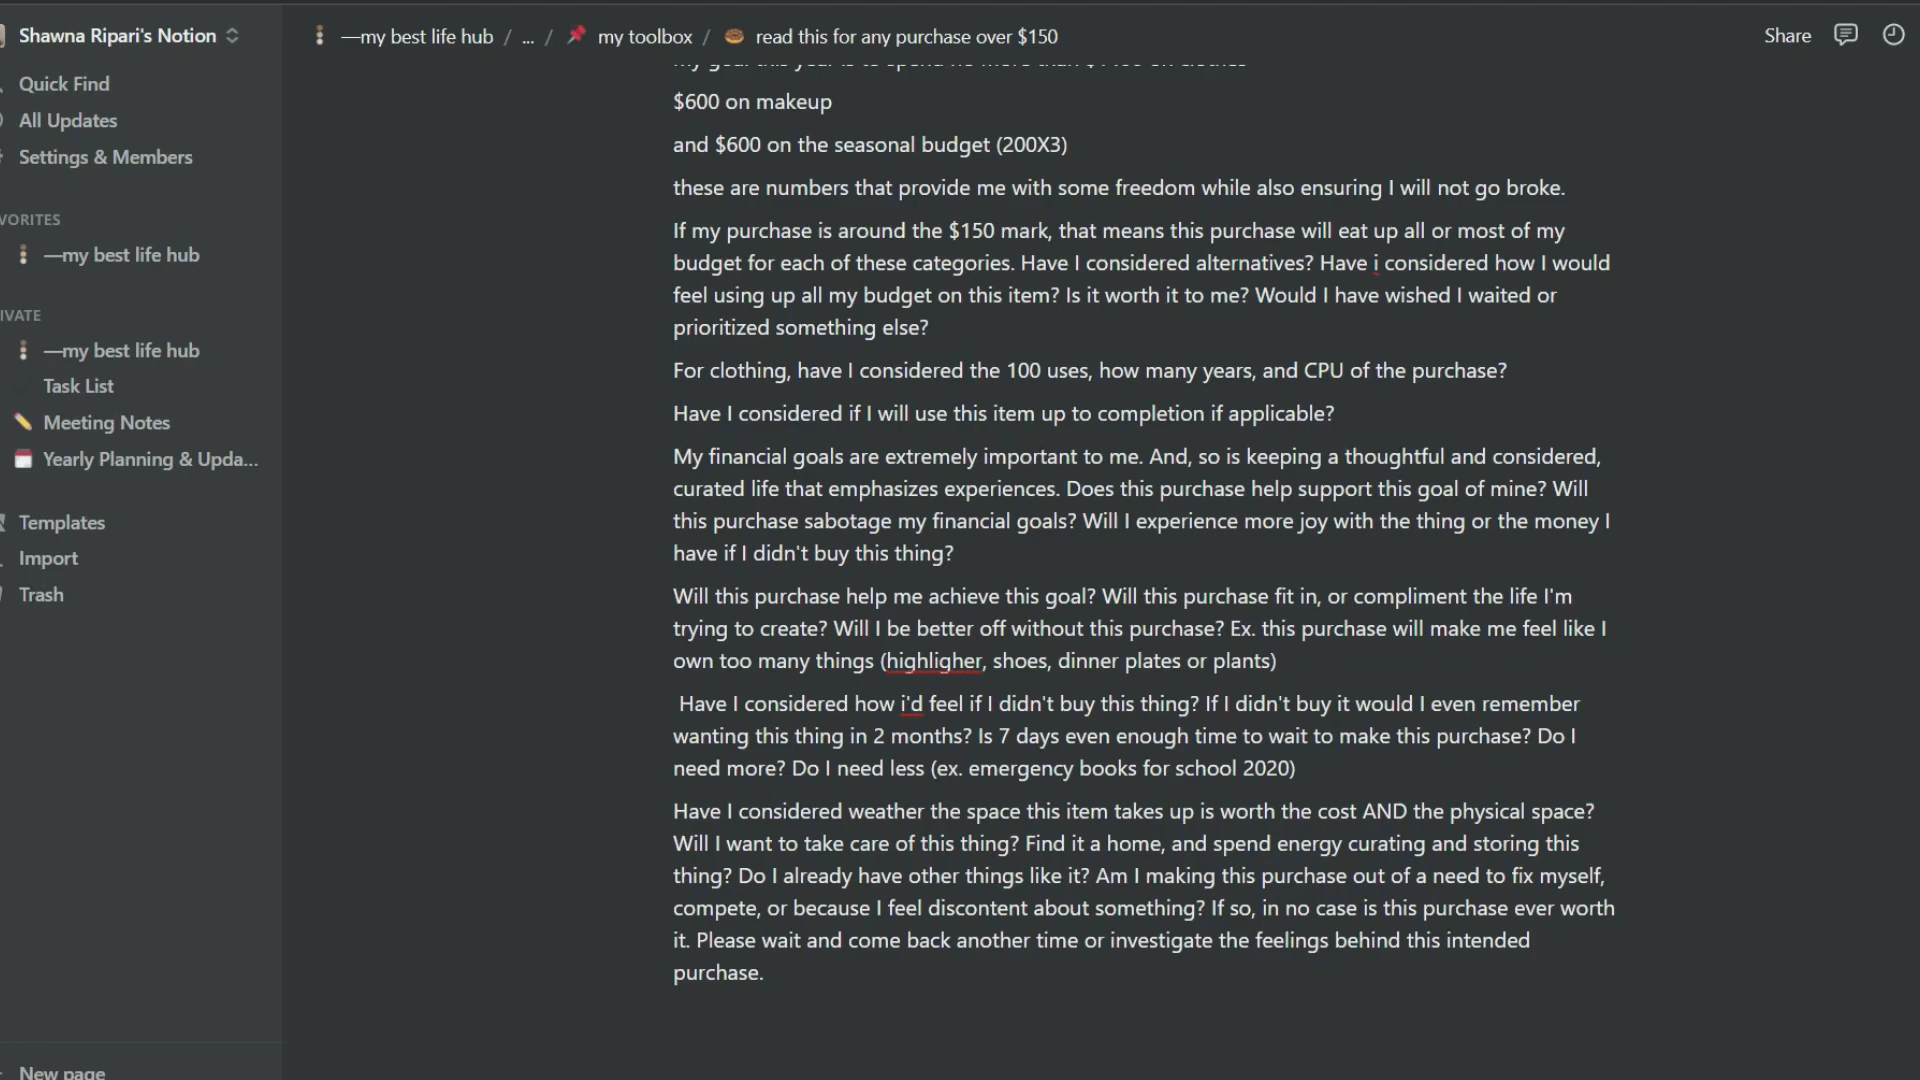 Shawna Ripari's Notion
Quick Find
All Updates
Settings & Members
VORITES
—my best life hub
IVATE
—my best life hub
Task List
Meeting Notes
Yearly Planning & Upda...
Templates
Import
Trash
New page
—my best life hub / ... / my toolbox / read this for any purchase over $150
Share
my goal this year is to spend no more than
on clothes
$600 on makeup
and $600 on the seasonal budget (200X3)
these are numbers that provide me with some freedom while also ensuring I will not go broke.
If my purchase is around the $150 mark, that means this purchase will eat up all or most of my
budget for each of these categories. Have I considered alternatives? Have i considered how I would
feel using up all my budget on this item? Is it worth it to me? Would I have wished I waited or
prioritized something else?
For clothing, have I considered the 100 uses, how many years, and CPU of the purchase?
Have I considered if I will use this item up to completion if applicable?
My financial goals are extremely important to me. And, so is keeping a thoughtful and considered,
curated life that emphasizes experiences. Does this purchase help support this goal of mine? Will
this purchase sabotage my financial goals? Will I experience more joy with the thing or the money I
have if I didn't buy this thing?
Will this purchase help me achieve this goal? Will this purchase fit in, or compliment the life I'm
trying to create? Will I be better off without this purchase? Ex. this purchase will make me feel like I
own too many things (highligher, shoes, dinner plates or plants)
Have I considered how i'd feel if I didn't buy this thing? If I didn't buy it would I even remember
wanting this thing in 2 months? Is 7 days even enough time to wait to make this purchase? Do I
need more? Do I need less (ex. emergency books for school 2020)
Have I considered weather the space this item takes up is worth the cost AND the physical space?
Will I want to take care of this thing? Find it a home, and spend energy curating and storing this
thing? Do I already have other things like it? Am I making this purchase out of a need to fix myself,
compete, or because I feel discontent about something? If so, in no case is this purchase ever worth
it. Please wait and come back another time or investigate the feelings behind this intended
purchase.